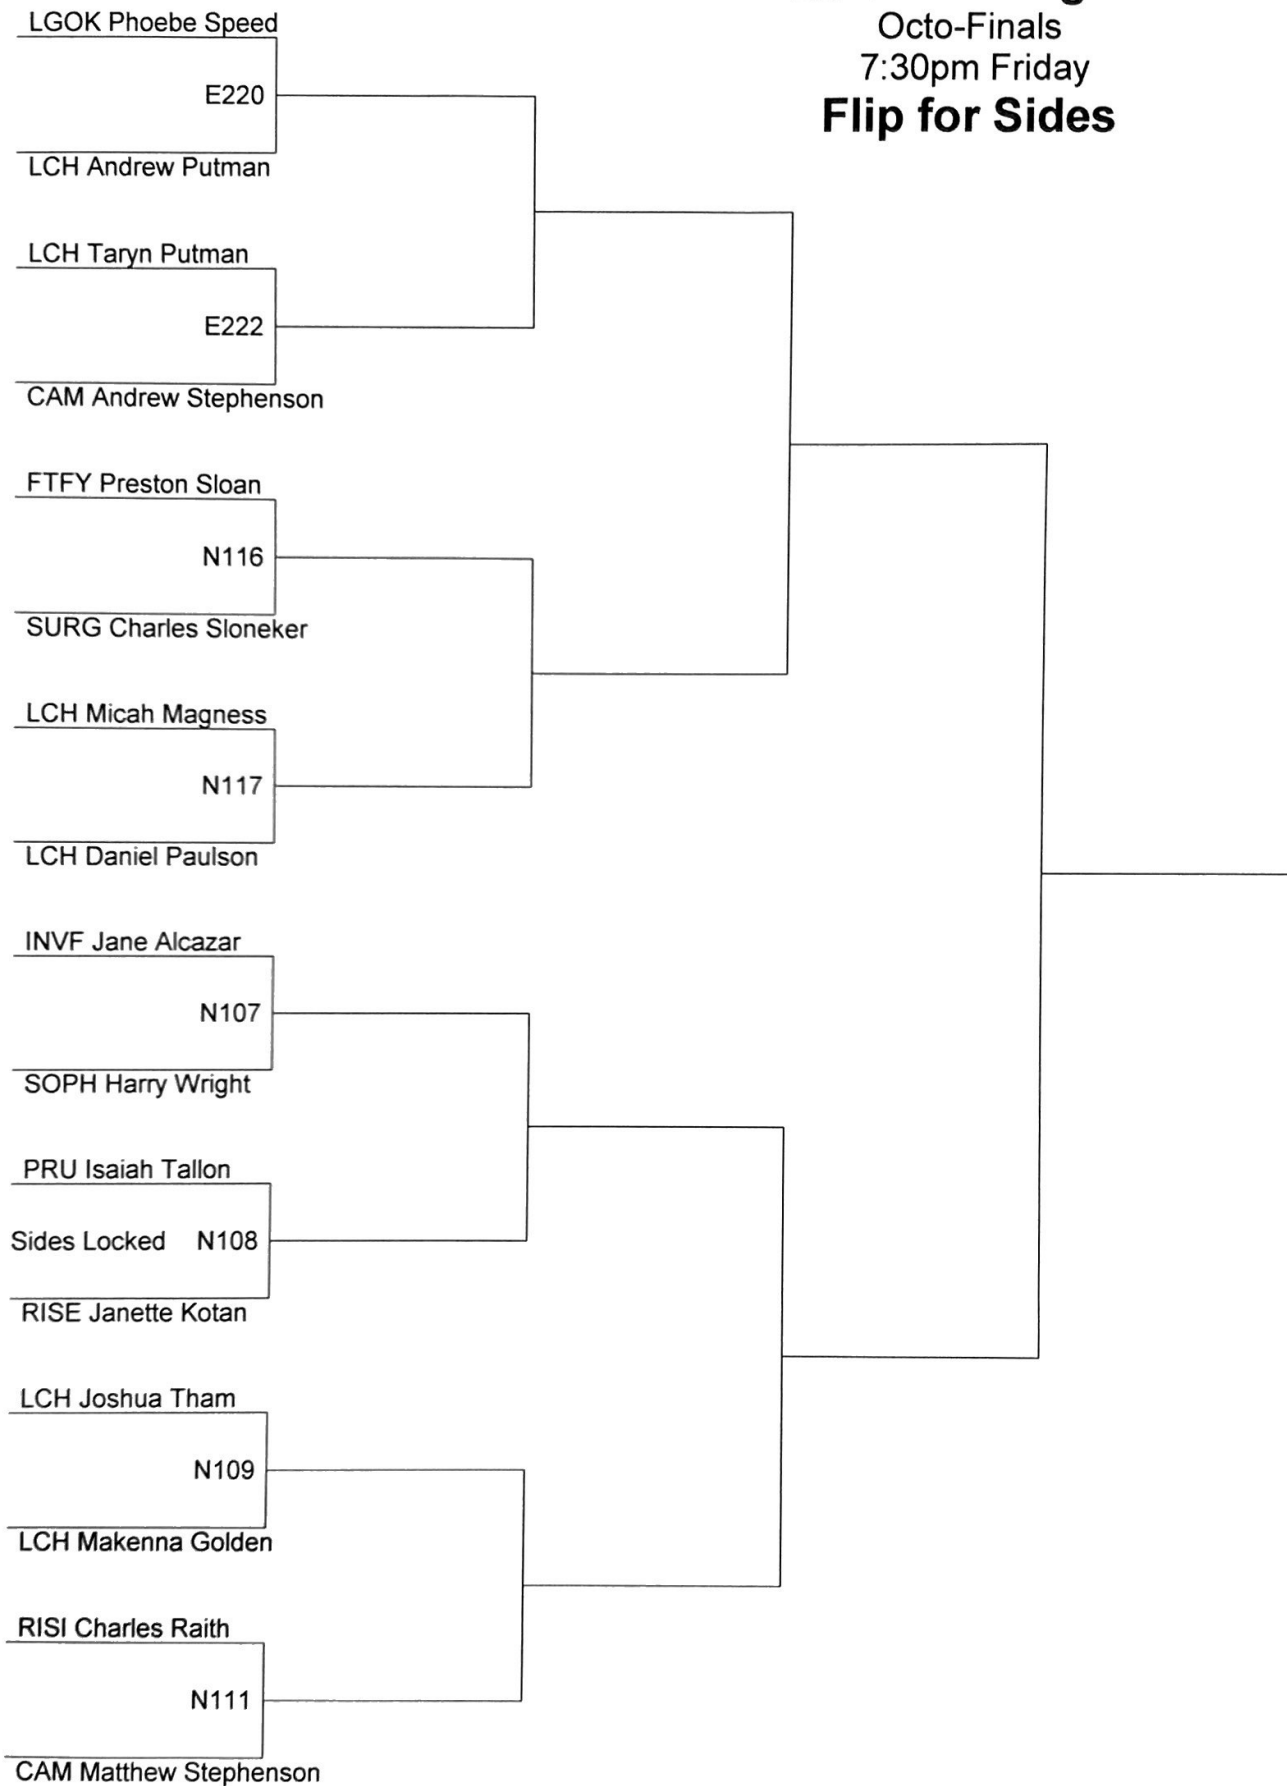 Octo-Finals
7:30pm Friday
Flip for Sides
LGOK Phoebe Speed
E220
LCH Andrew Putman
LCH Taryn Putman
E222
CAM Andrew Stephenson
FTFY Preston Sloan
N116
SURG Charles Sloneker
LCH Micah Magness
N117
LCH Daniel Paulson
INVF Jane Alcazar
N107
SOPH Harry Wright
PRU Isaiah Tallon
Sides Locked N108
RISE Janette Kotan
LCH Joshua Tham
N109
LCH Makenna Golden
RISI Charles Raith
N111
CAM Matthew Stephenson